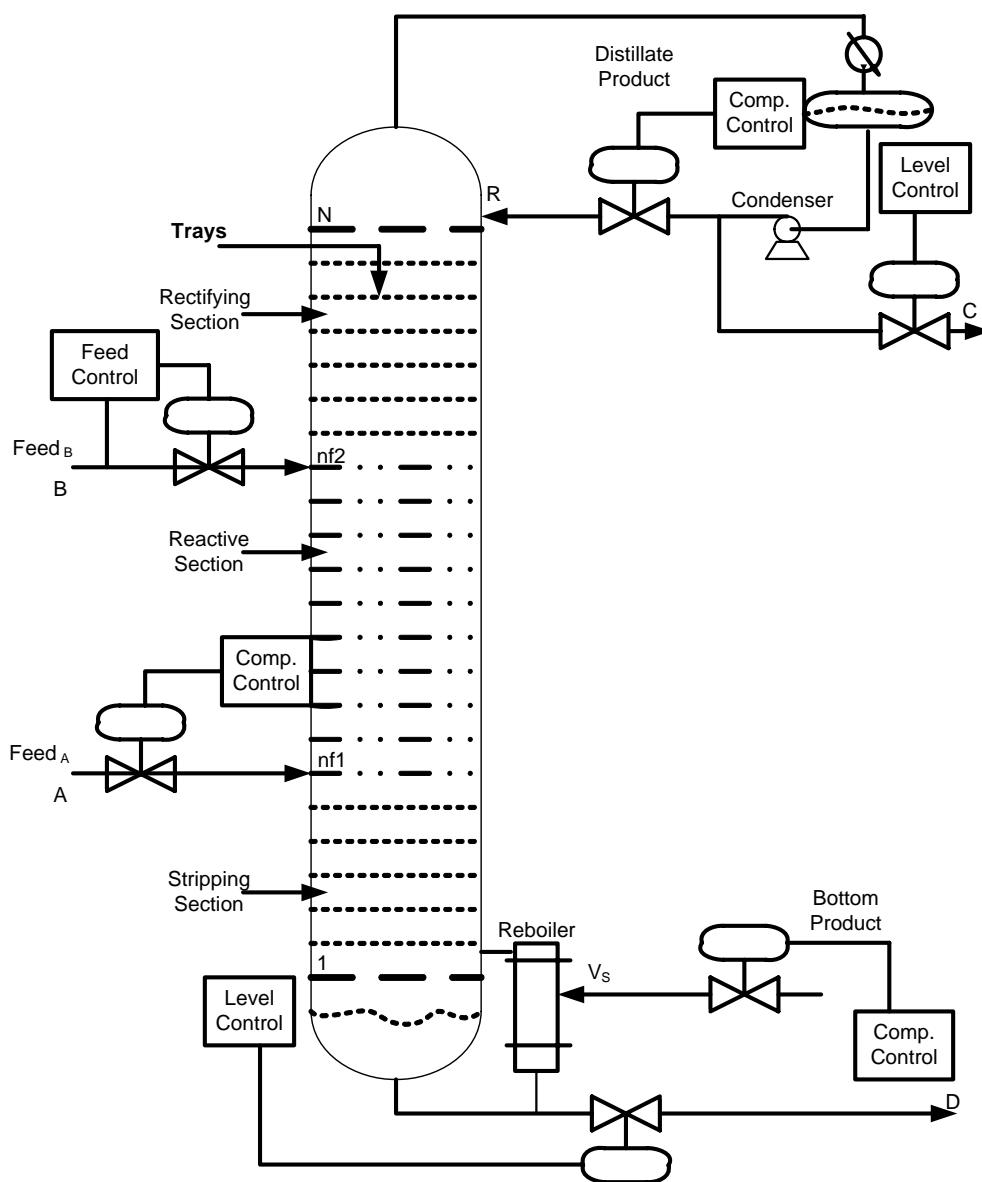 Distillate
Product
Comp.
Control
Level
Control
R
Condenser
N
Trays
Rectifying
Section
C
Feed
Control
Feed B
nf2
B
Reactive
Section
Comp.
Control
Feed A
nf1
A
Stripping
Section
Bottom
Product
Reboiler
1
VS
Level
Control
Comp.
Control
D